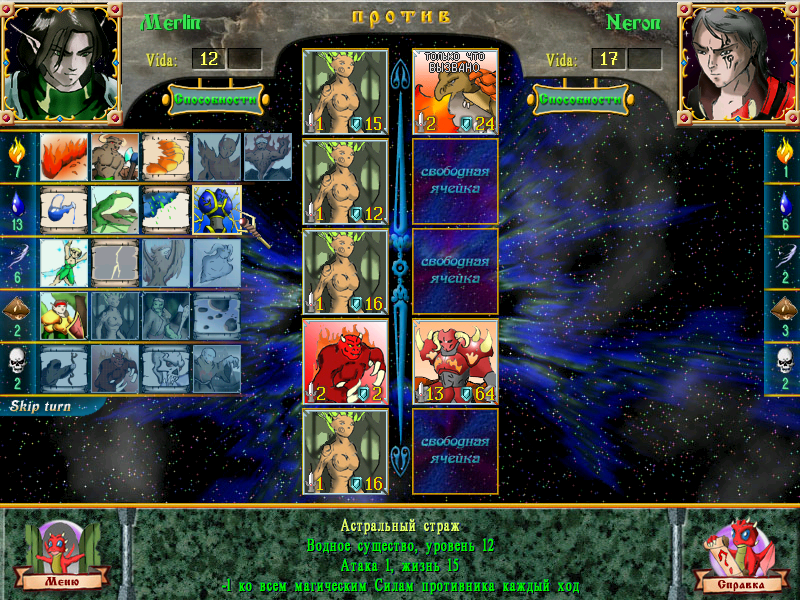 Merlin
против
Neron
Vida: 12
Vida: 17
Способности
Способности
ТОЛЬКО ЧТО
ВЫЗВАНО
1 15
2 24
1 12
свободная
ячейка
1 16
свободная
ячейка
2 2
13 64
1 16
свободная
ячейка
7
13
6
2
2
1
6
2
3
2
Skip turn
Астральный страж
Водное существо, уровень 12
Атака 1, жизнь 15
-1 ко всем магическим Силам противника каждый ход
Меню
Справка